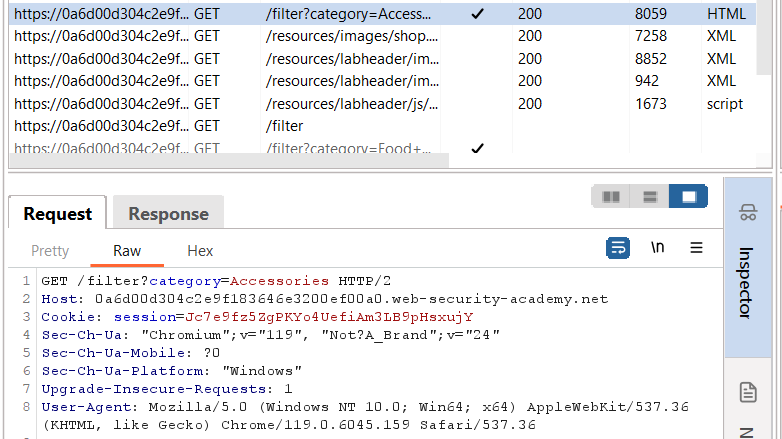 https://0a6d00d304c2e9f... GET /filter?category=Access... 200 8059 HTML
https://0a6d00d304c2e9f... GET /resources/images/shop.... 200 7258 XML
https://0a6d00d304c2e9f... GET /resources/labheader/im... 200 8852 XML
https://0a6d00d304c2e9f... GET /resources/labheader/im... 200 942 XML
https://0a6d00d304c2e9f... GET /resources/labheader/js/... 200 1673 script
https://0a6d00d304c2e9f... GET /filter
https://0a6d00d304c2e9f... GET /filter?category=Food+...
Request Response
Pretty Raw Hex \n
Inspector
1 GET /filter?category=Accessories HTTP/2
2 Host: 0a6d00d304c2e9f183646e3200ef00a0.web-security-academy.net
3 Cookie: session=Jc7e9fz5ZgPKYo4UefiAm3LB9pHsxujY
4 Sec-Ch-Ua: "Chromium";v="119", "Not?A_Brand";v="24"
5 Sec-Ch-Ua-Mobile: ?0
6 Sec-Ch-Ua-Platform: "Windows"
7 Upgrade-Insecure-Requests: 1
8 User-Agent: Mozilla/5.0 (Windows NT 10.0; Win64; x64) AppleWebKit/537.36
(KHTML, like Gecko) Chrome/119.0.6045.159 Safari/537.36